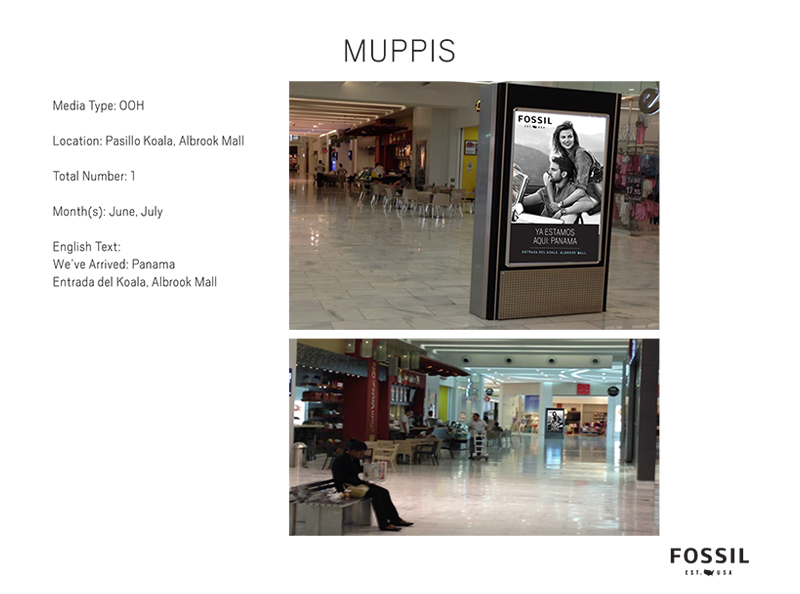 MUPPIS
Media Type: OOH
Location: Pasillo Koala, Albrook Mall
Total Number: 1
Month(s): June, July
English Text:
We've Arrived: Panama
Entrada del Koala, Albrook Mall
FOSSIL
EST. USA
YA ESTAMOS
AQUI: PANAMA
ENTRADA DEL KOALA, ALBROOK MALL
FOSSIL
EST. USA